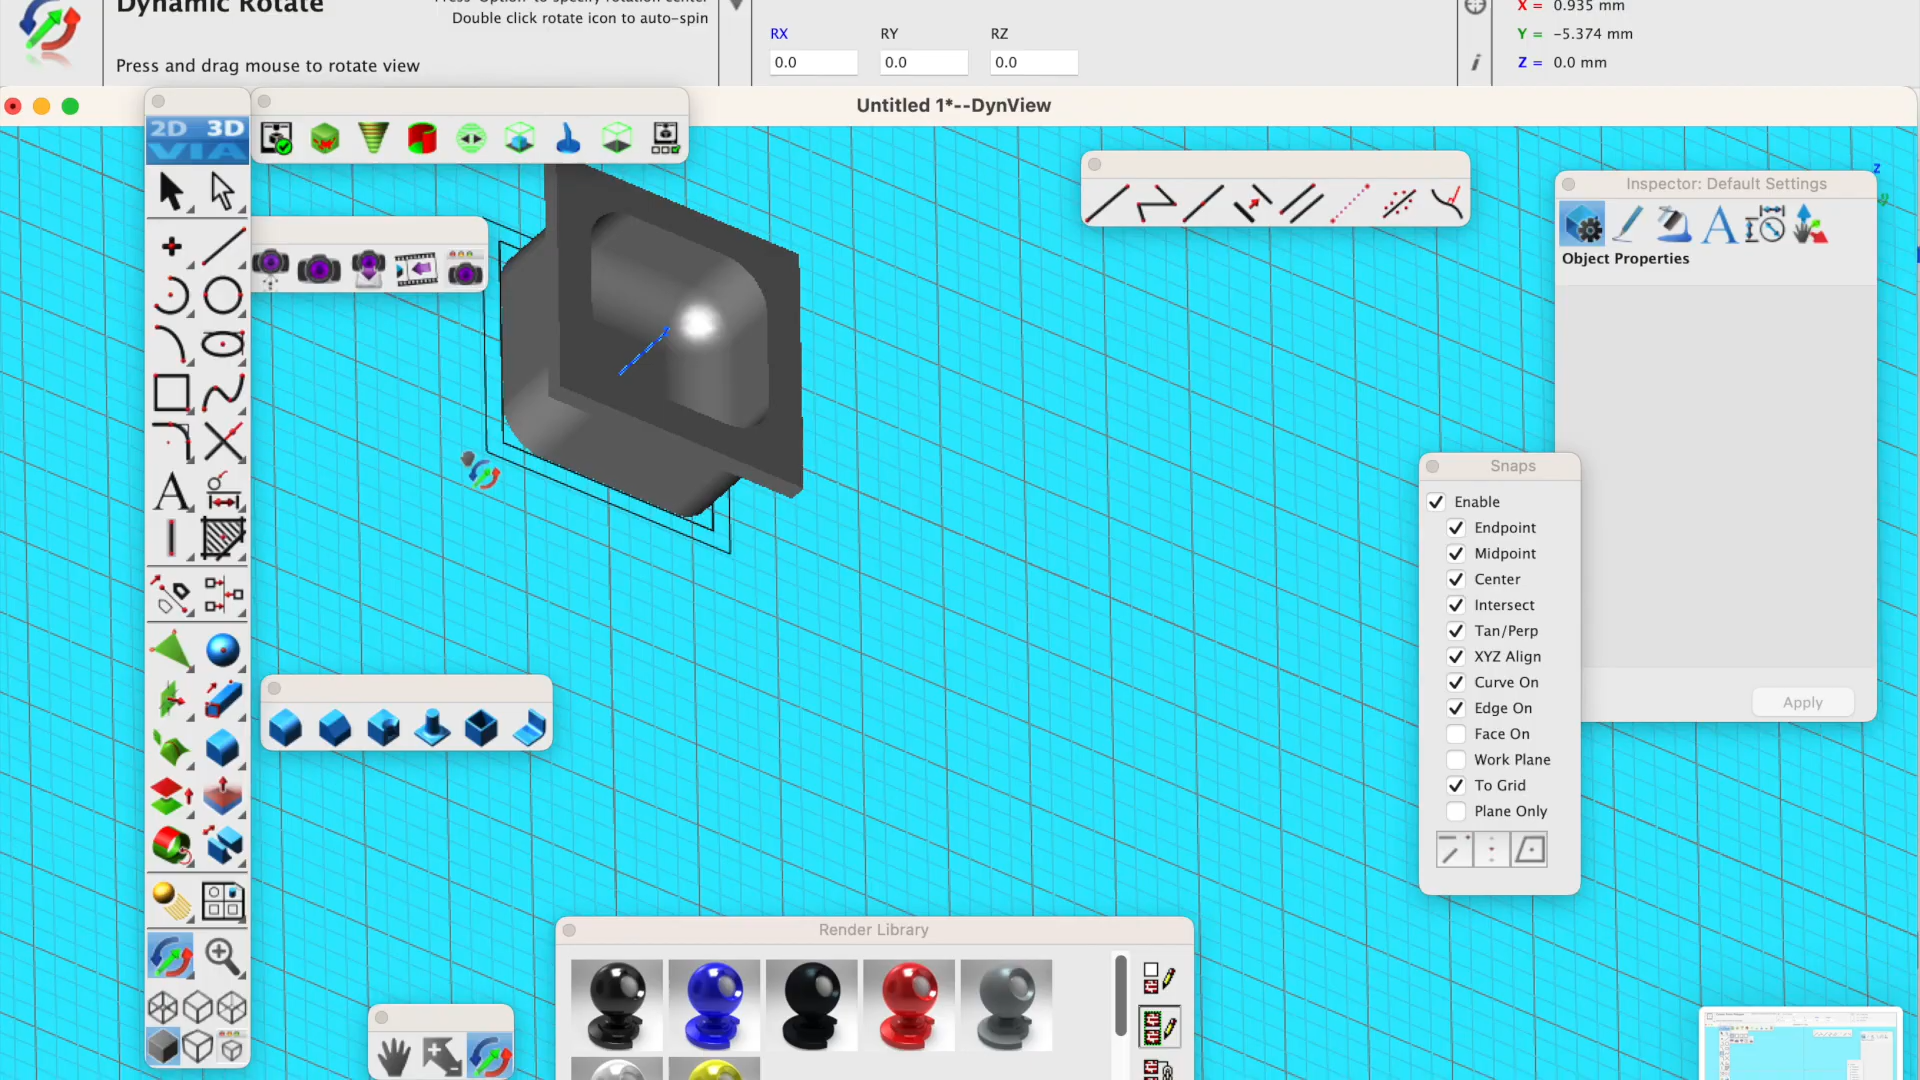 Dynamic Rotate
Press 'Option' to specify rotation center
Double click rotate icon to auto-spin
Press and drag mouse to rotate view
RX
RY
RZ
0.0
0.0
0.0
X = 0.935 mm
Y = -5.374 mm
Z = 0.0 mm
Untitled 1*--DynView
2D 3D
VIA
Z
Inspector: Default Settings
Object Properties
Apply
Snaps
Enable
Endpoint
Midpoint
Center
Intersect
Tan/Perp
XYZ Align
Curve On
Edge On
Face On
Work Plane
To Grid
Plane Only
Render Library